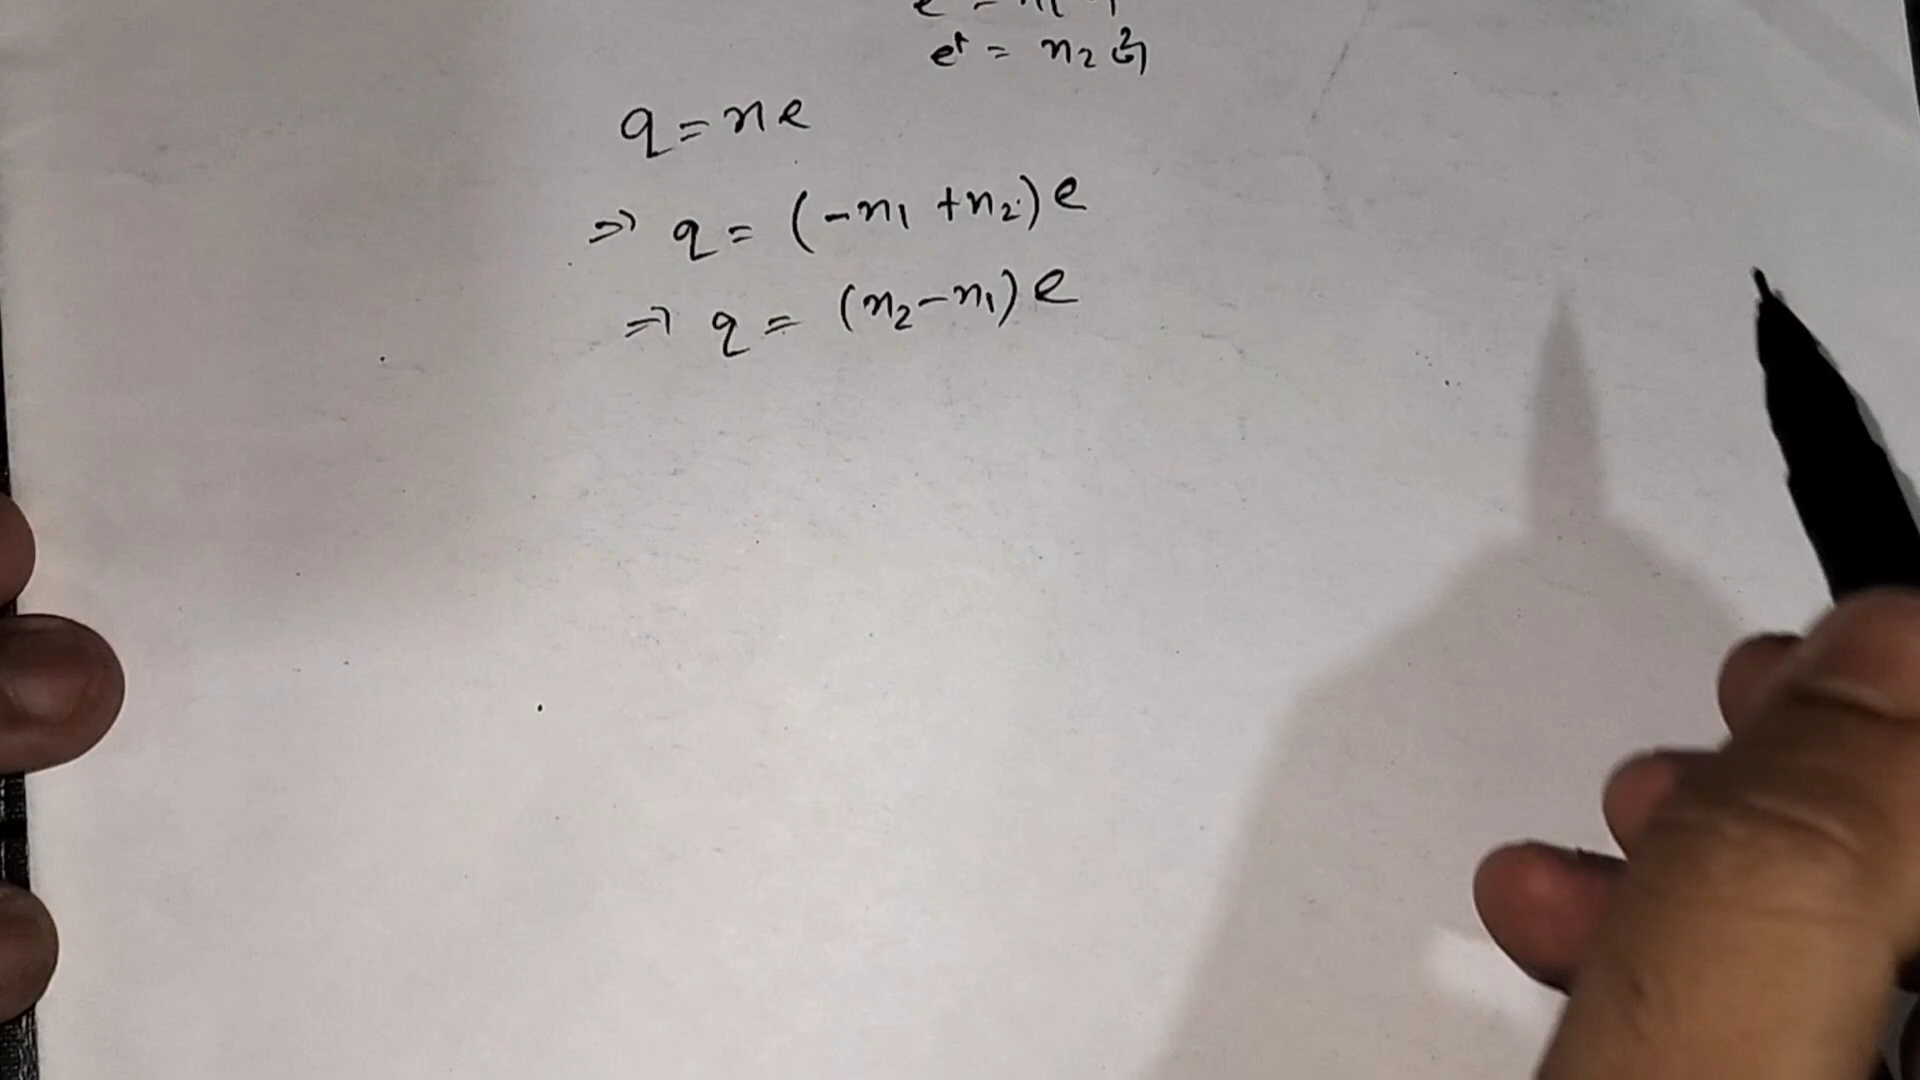 e⁺ = n₂ টা
q = ne
⇒ q = (-n₁ + n₂) e
⇒ q = (n₂ - n₁) e